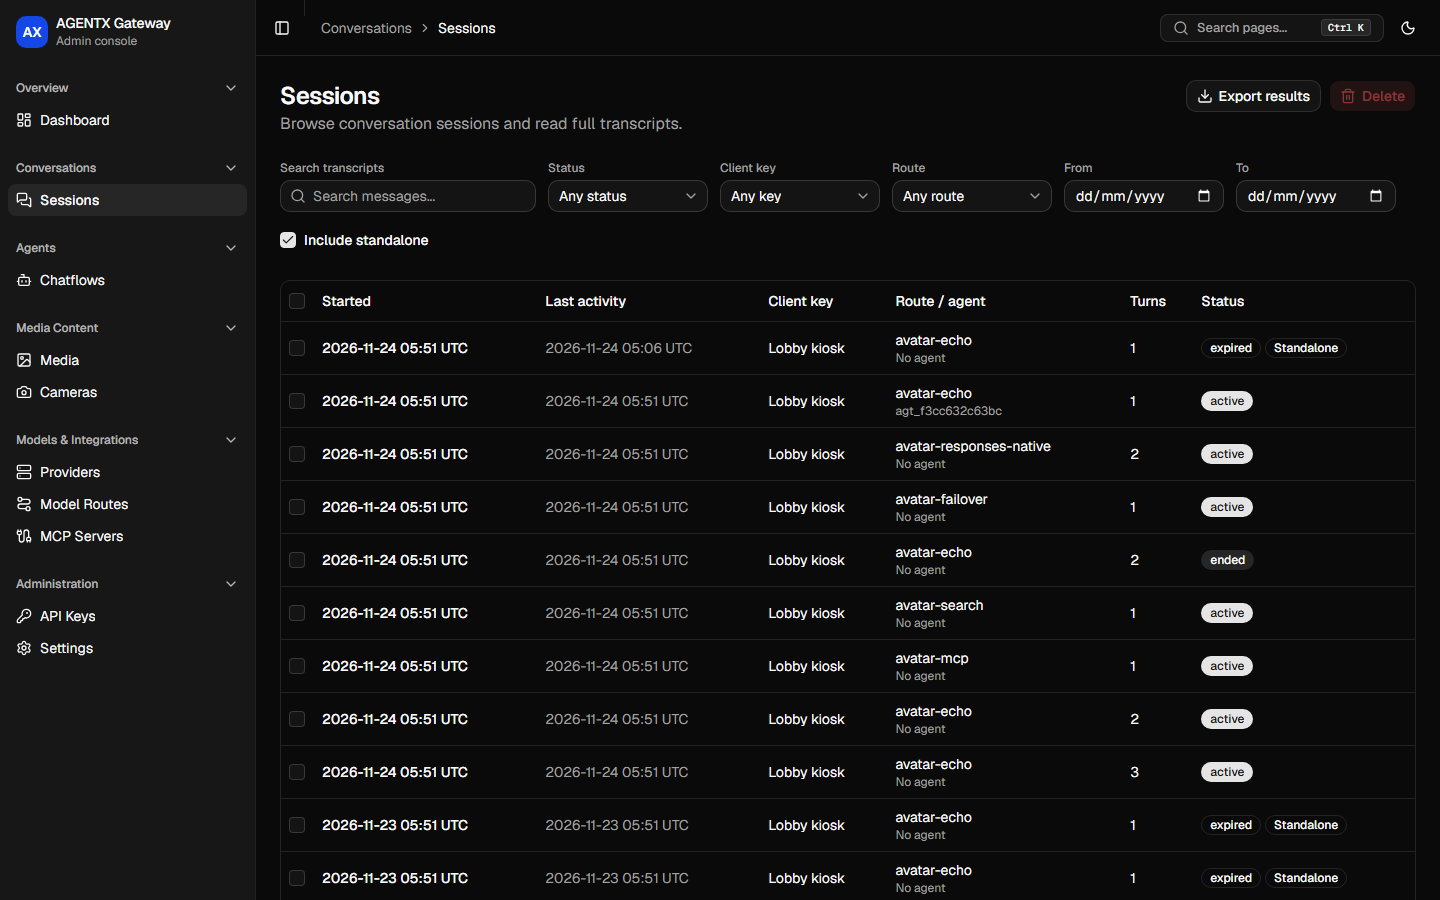 AX
AGENTX Gateway
Admin console
Overview
Dashboard
Conversations
Sessions
Agents
Chatflows
Media Content
Media
Cameras
Models & Integrations
Providers
Model Routes
MCP Servers
Administration
API Keys
Settings
Conversations > Sessions
Search pages... Ctrl K
Sessions
Browse conversation sessions and read full transcripts.
Export results
Delete
Search transcripts Status Client key Route From To
Search messages... Any status Any key Any route dd/mm/yyyy dd/mm/yyyy
Include standalone
Started Last activity Client key Route / agent Turns Status
2026-11-24 05:51 UTC 2026-11-24 05:06 UTC Lobby kiosk avatar-echo 1 expired Standalone
No agent
2026-11-24 05:51 UTC 2026-11-24 05:51 UTC Lobby kiosk avatar-echo 1 active
agt_f3cc632c63bc
2026-11-24 05:51 UTC 2026-11-24 05:51 UTC Lobby kiosk avatar-responses-native 2 active
No agent
2026-11-24 05:51 UTC 2026-11-24 05:51 UTC Lobby kiosk avatar-failover 1 active
No agent
2026-11-24 05:51 UTC 2026-11-24 05:51 UTC Lobby kiosk avatar-echo 2 ended
No agent
2026-11-24 05:51 UTC 2026-11-24 05:51 UTC Lobby kiosk avatar-search 1 active
No agent
2026-11-24 05:51 UTC 2026-11-24 05:51 UTC Lobby kiosk avatar-mcp 1 active
No agent
2026-11-24 05:51 UTC 2026-11-24 05:51 UTC Lobby kiosk avatar-echo 2 active
No agent
2026-11-24 05:51 UTC 2026-11-24 05:51 UTC Lobby kiosk avatar-echo 3 active
No agent
2026-11-23 05:51 UTC 2026-11-23 05:51 UTC Lobby kiosk avatar-echo 1 expired Standalone
No agent
2026-11-23 05:51 UTC 2026-11-23 05:51 UTC Lobby kiosk avatar-echo 1 expired Standalone
No agent